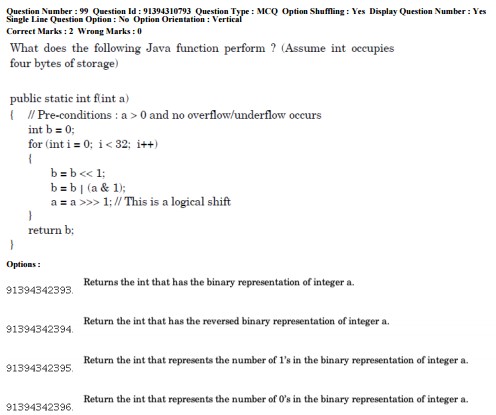 Question Number : 99 Question Id : 91394310793 Question Type : MCQ Option Shuffling : Yes Display Question Number : Yes
Single Line Question Option : No Option Orientation : Vertical
Correct Marks : 2 Wrong Marks : 0
What does the following Java function perform ? (Assume int occupies
four bytes of storage)
public static int f(int a)
{ // Pre-conditions : a > 0 and no overflow/underflow occurs
int b = 0;
for (int i = 0; i < 32; i++)
{
b = b << 1;
b = b | (a & 1);
a = a >>> 1; // This is a logical shift
}
return b;
}
Options :
91394342393. Returns the int that has the binary representation of integer a.
91394342394. Return the int that has the reversed binary representation of integer a.
91394342395. Return the int that represents the number of 1's in the binary representation of integer a.
91394342396. Return the int that represents the number of 0's in the binary representation of integer a.